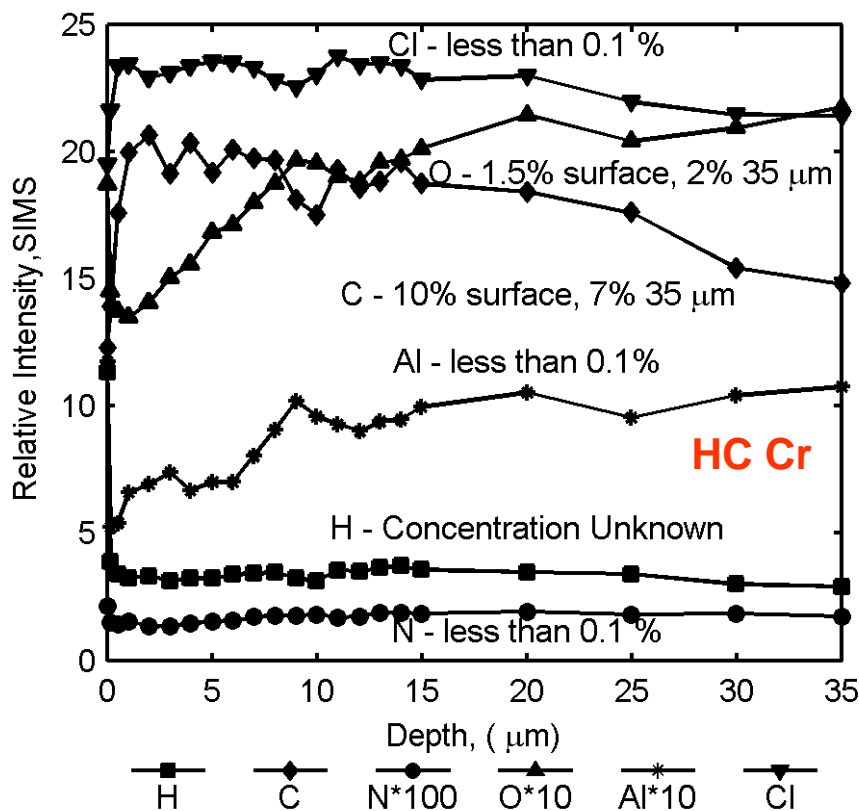 25
20
15
10
5
0
Relative Intensity,SIMS
Cl - less than 0.1 %
O - 1.5% surface, 2% 35 μm
C - 10% surface, 7% 35 μm
Al - less than 0.1%
HC Cr
H - Concentration Unknown
N - less than 0.1 %
0 5 10 15 20 25 30 35
Depth, ( μm)
H C N*100 O*10 Al*10 Cl